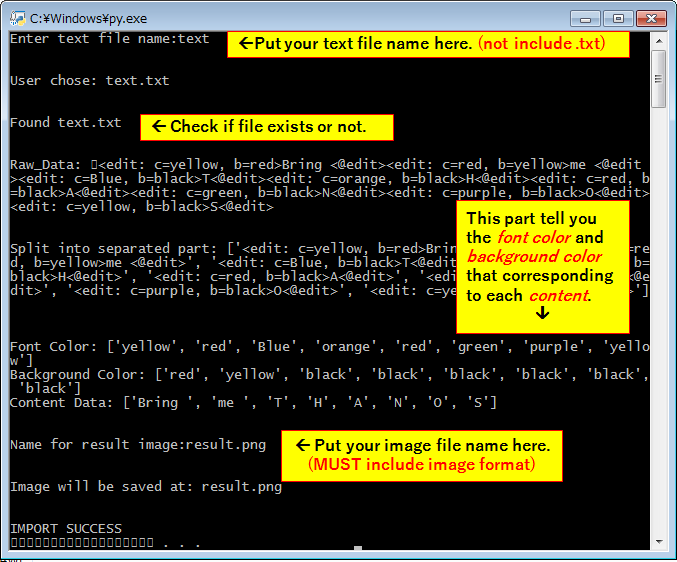 C:¥Windows¥py.exe
Enter text file name:text
←Put your text file name here. (not include .txt)
User chose: text.txt
Found text.txt
← Check if file exists or not.
Raw_Data: <edit: c=yellow, b=red>Bring <@edit><edit: c=red, b=yellow>me <@edit
><edit: c=Blue, b=black>T<@edit><edit: c=orange, b=black>H<@edit><edit: c=red, b
=black>A<@edit><edit: c=green, b=black>N<@edit><edit: c=purple, b=black>O<@edit>
<edit: c=yellow, b=black>S<@edit>
This part tell you
the font color and
background color
that corresponding
to each content.
↓
Split into separated part: ['<edit: c=yellow, b=red>Bring
d, b=yellow>me <@edit>', '<edit: c=Blue, b=black>T<@edit
black>H<@edit>', '<edit: c=red, b=black>A<@edit>', '<edi
dit>', '<edit: c=purple, b=black>O<@edit>', '<edit: c=ye
>']
Font Color: ['yellow', 'red', 'Blue', 'orange', 'red', 'green', 'purple', 'yello
w']
Background Color: ['red', 'yellow', 'black', 'black', 'black', 'black', 'black',
'black']
Content Data: ['Bring ', 'me ', 'T', 'H', 'A', 'N', 'O', 'S']
Name for result image:result.png
← Put your image file name here.
(MUST include image format)
Image will be saved at: result.png
IMPORT SUCCESS
. . .